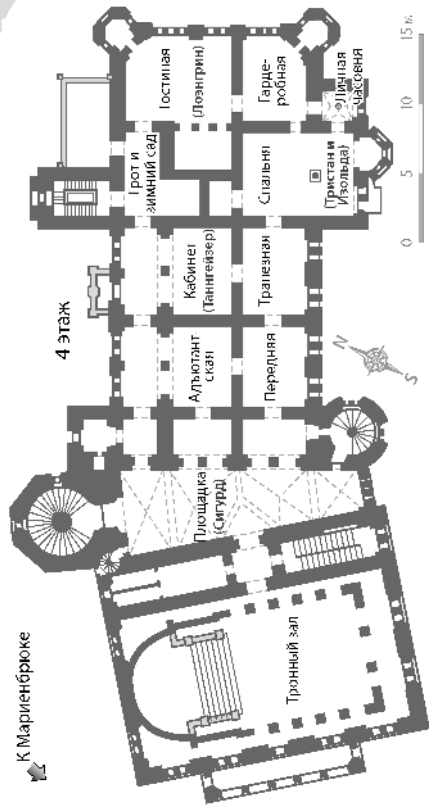 К Мариенбрюке
4 этаж
Тронный зал
Площадка
(Сигурд)
Адъютант
ская
Передняя
Кабинет
(Таннгейзер)
Трапезная
Грот и
зимний сад
Спальня
(Тристан и
Изольда)
Гостиная
(Лоэнгрин)
Гарде-
робная
Личная
часовня
N
S
0
5
10
15 м